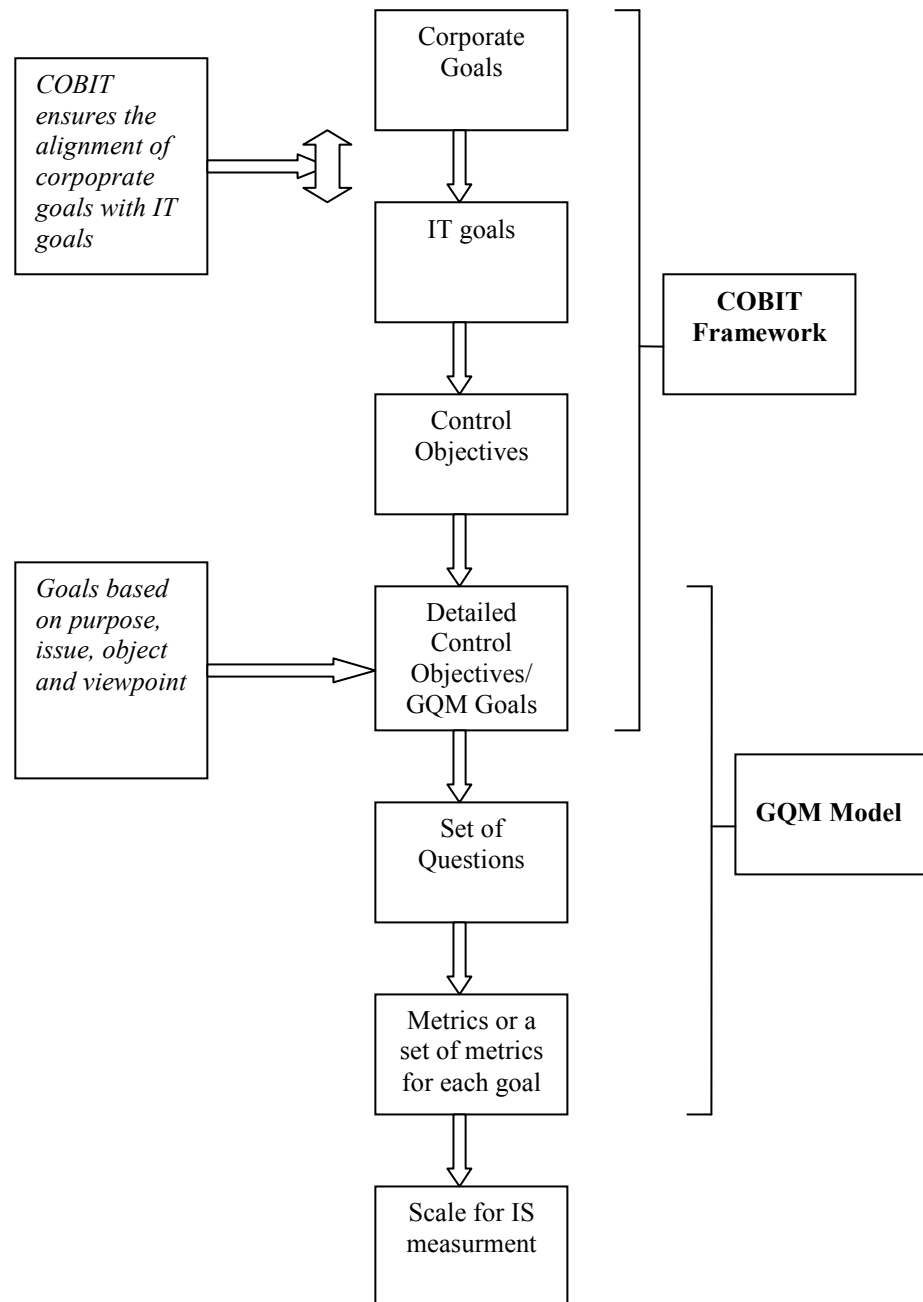 Corporate
Goals
COBIT
ensures the
alignment of
corpoprate
goals with IT
goals
IT goals
COBIT
Framework
Control
Objectives
Goals based
on purpose,
issue, object
and viewpoint
Detailed
Control
Objectives/
GQM Goals
Set of
Questions
GQM Model
Metrics or a
set of metrics
for each goal
Scale for IS
measurment